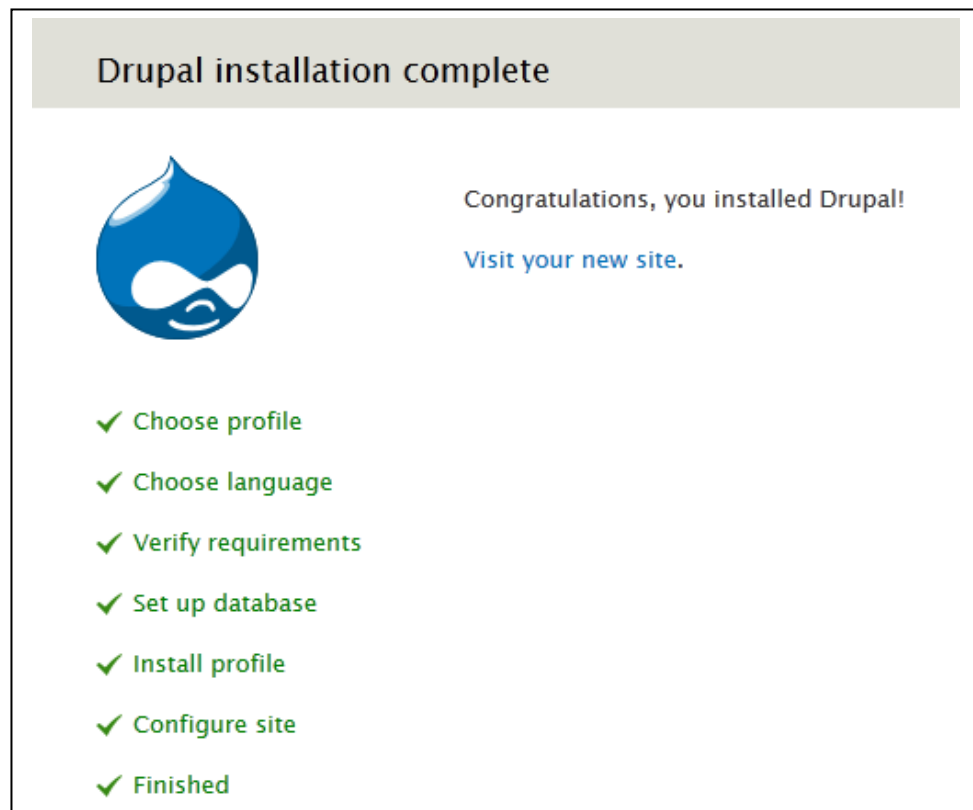 Drupal installation complete
Congratulations, you installed Drupal!
Visit your new site.
Choose profile
Choose language
Verify requirements
Set up database
Install profile
Configure site
Finished